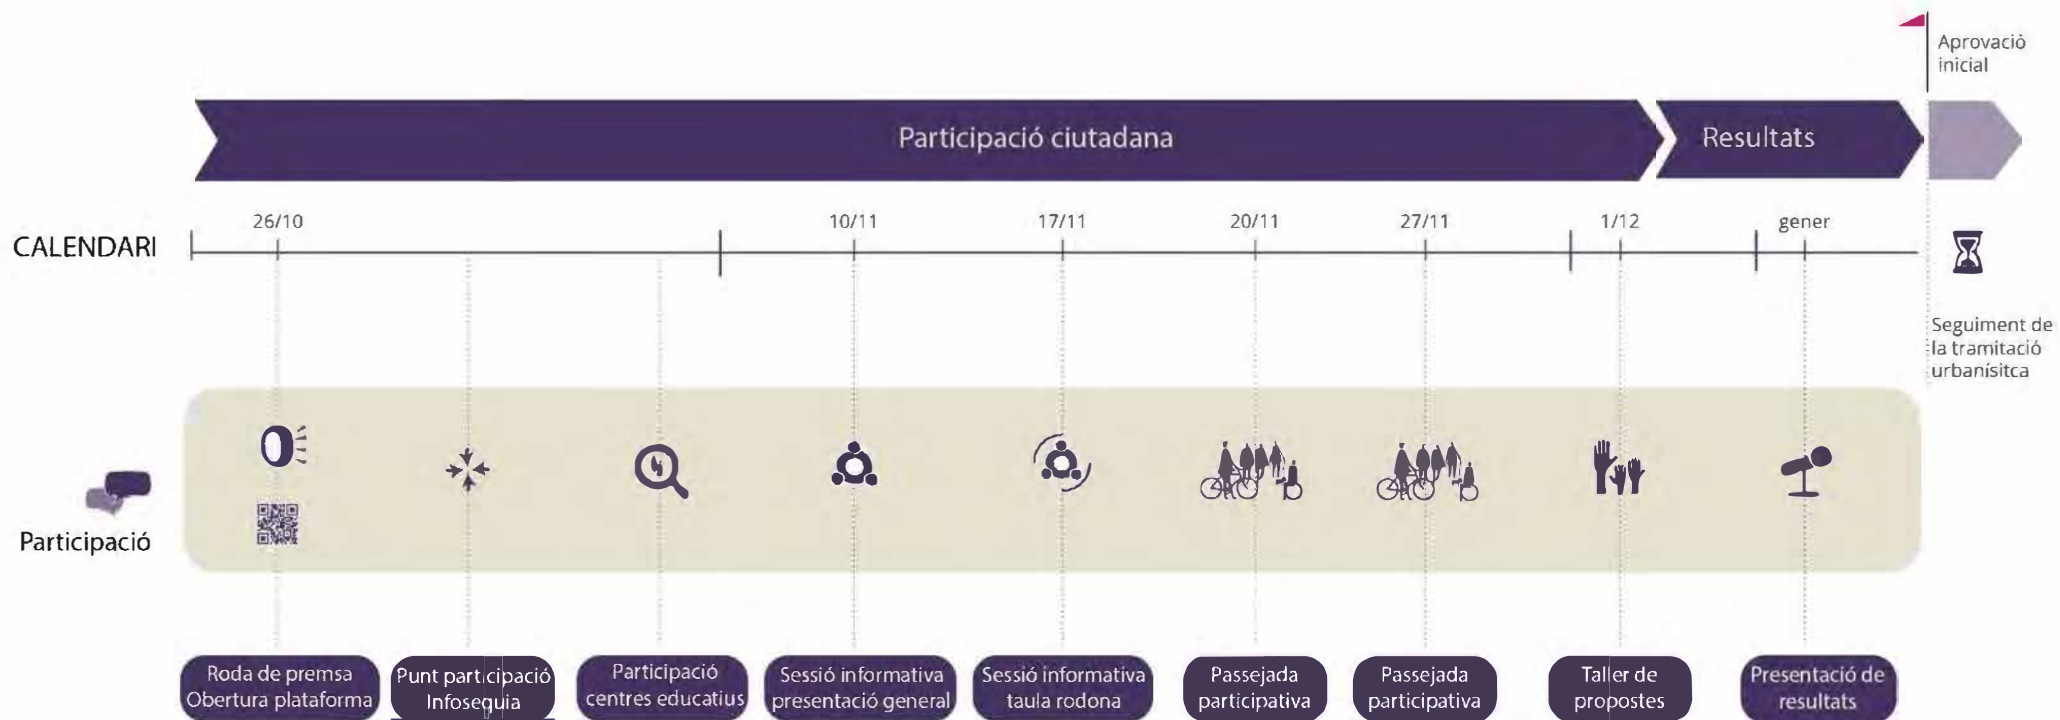 Aprovació
inicial
Participació ciutadana
Resultats
CALENDARI
26/10
10/11
17/11
20/11
27/11
1/12
gener
Seguiment de
la tramitació
urbanísitca
Participació
Roda de premsa
Obertura plataforma
Punt participació
Infosequia
Participació
centres educatius
Sessió informativa
presentació general
Sessió informativa
taula rodona
Passejada
participativa
Passejada
participativa
Taller de
propostes
Presentació de
resultats